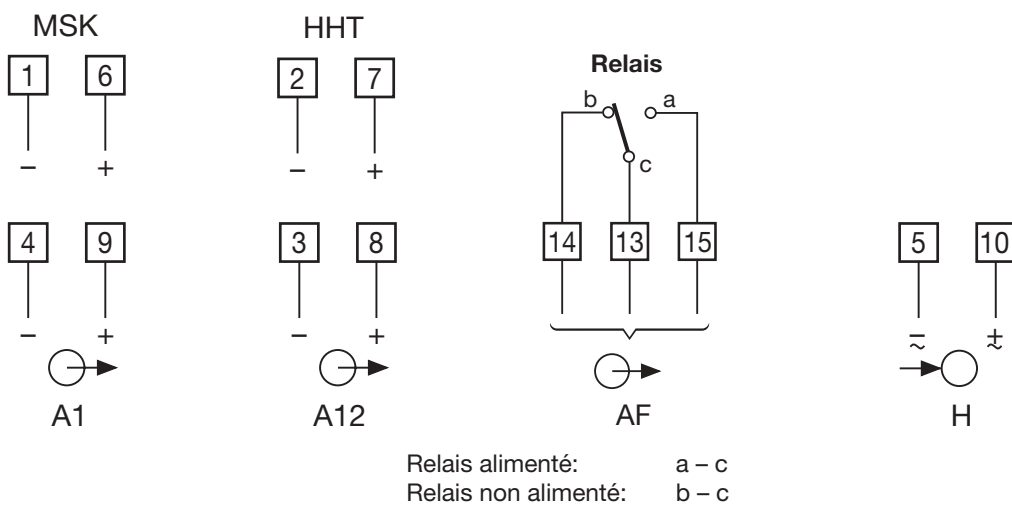 MSK HHT
1 6 2 7
Relais
b a
c
− + − +
4 9 3 8 14 13 15 5 10
− + − + − ~ + ~
A1 A12 AF H
Relais alimenté: a – c
Relais non alimenté: b – c